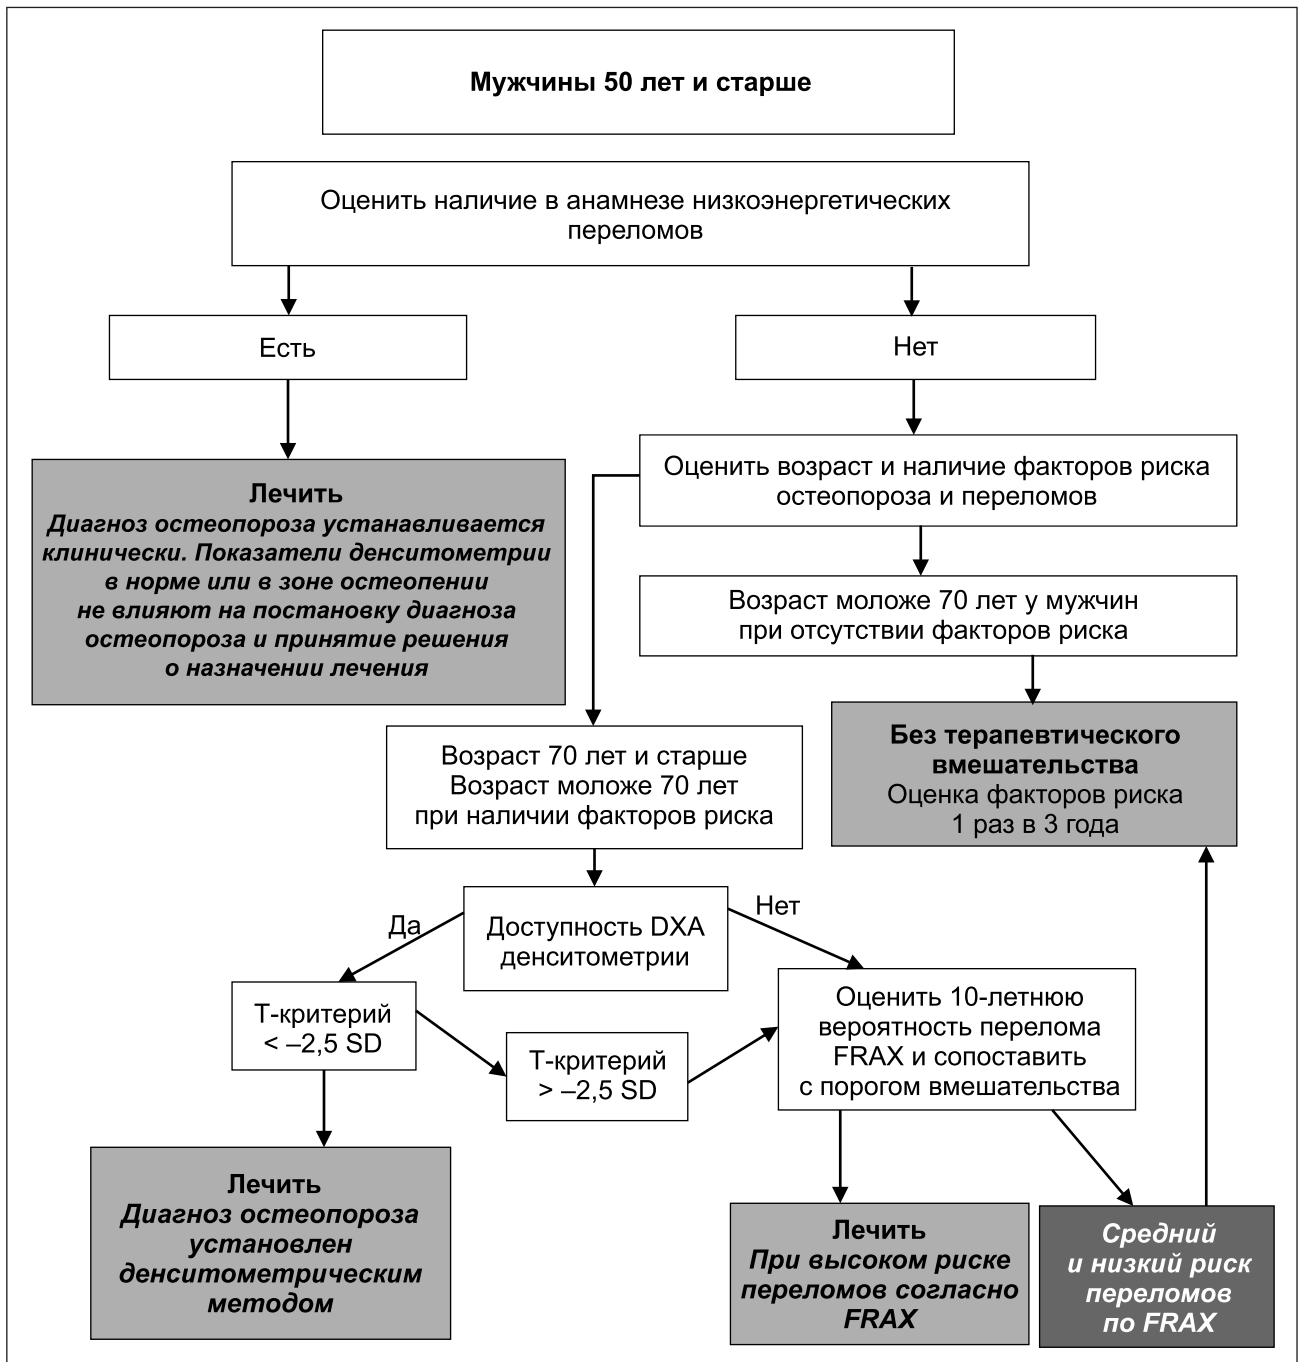 Мужчины 50 лет и старше
Оценить наличие в анамнезе низкоэнергетических
переломов
Есть
Нет
Лечить
Диагноз остеопороза устанавливается
клинически. Показатели денситометрии
в норме или в зоне остеопении
не влияют на постановку диагноза
остеопороза и принятие решения
о назначении лечения
Оценить возраст и наличие факторов риска
остеопороза и переломов
Возраст моложе 70 лет у мужчин
при отсутствии факторов риска
Без терапевтического
вмешательства
Оценка факторов риска
1 раз в 3 года
Возраст 70 лет и старше
Возраст моложе 70 лет
при наличии факторов риска
Доступность DXA
денситометрии
Да
Нет
Т-критерий
< –2,5 SD
Т-критерий
> –2,5 SD
Оценить 10-летнюю
вероятность перелома
FRAX и сопоставить
с порогом вмешательства
Лечить
Диагноз остеопороза
установлен
денситометрическим
методом
Лечить
При высоком риске
переломов согласно
FRAX
Средний
и низкий риск
переломов
по FRAX